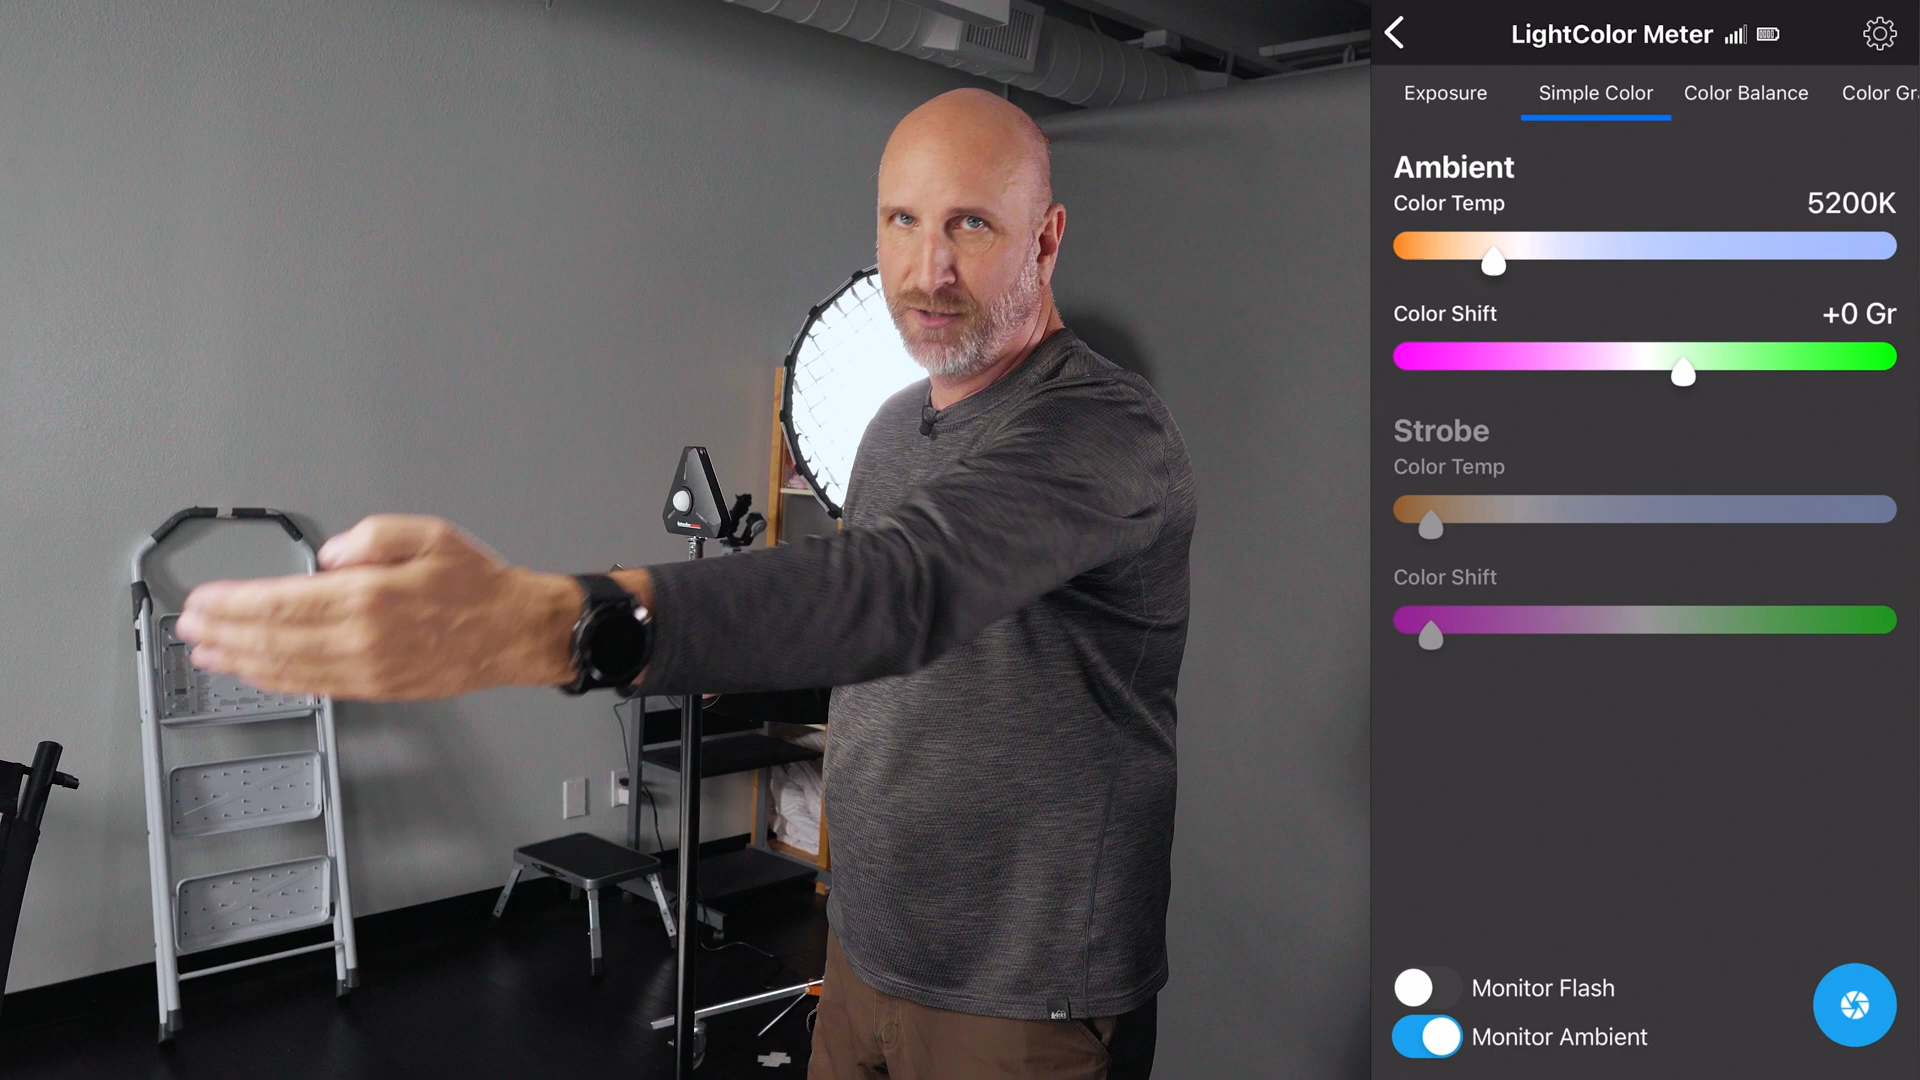 LightColor Meter
Exposure Simple Color Color Balance Color Gr
Ambient
Color Temp 5200K
Color Shift +0 Gr
Strobe
Color Temp
Color Shift
Monitor Flash
Monitor Ambient